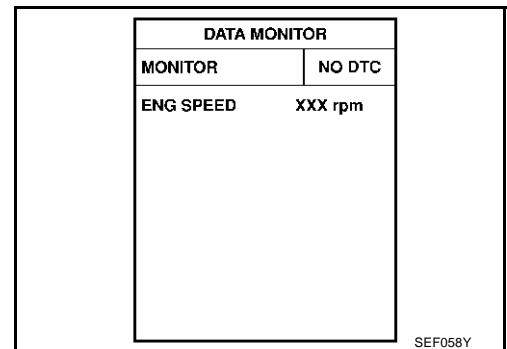 DATA MONITOR
MONITOR NO DTC
ENG SPEED XXX rpm
SEF058Y